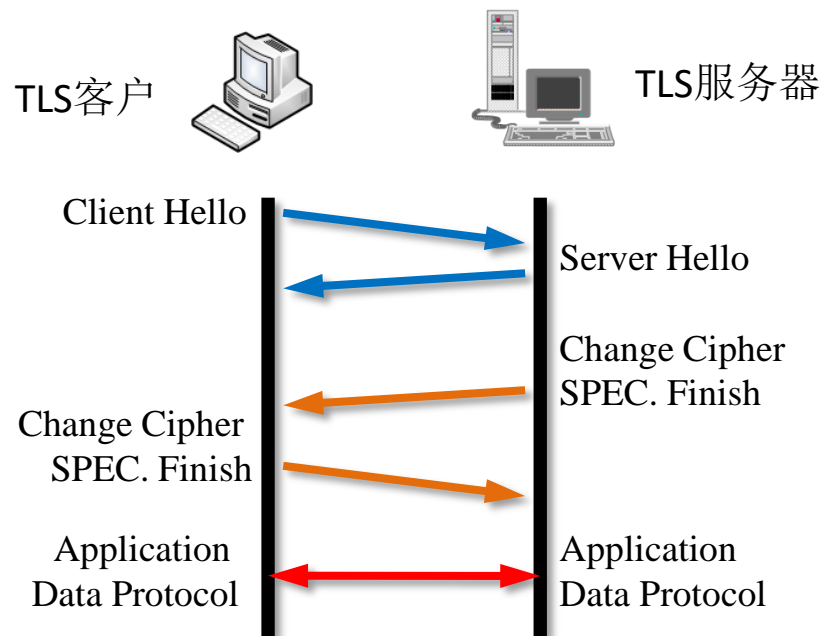 TLS客户
TLS服务器
Client Hello
Server Hello
Change Cipher
SPEC. Finish
Change Cipher
SPEC. Finish
Application
Data Protocol
Application
Data Protocol